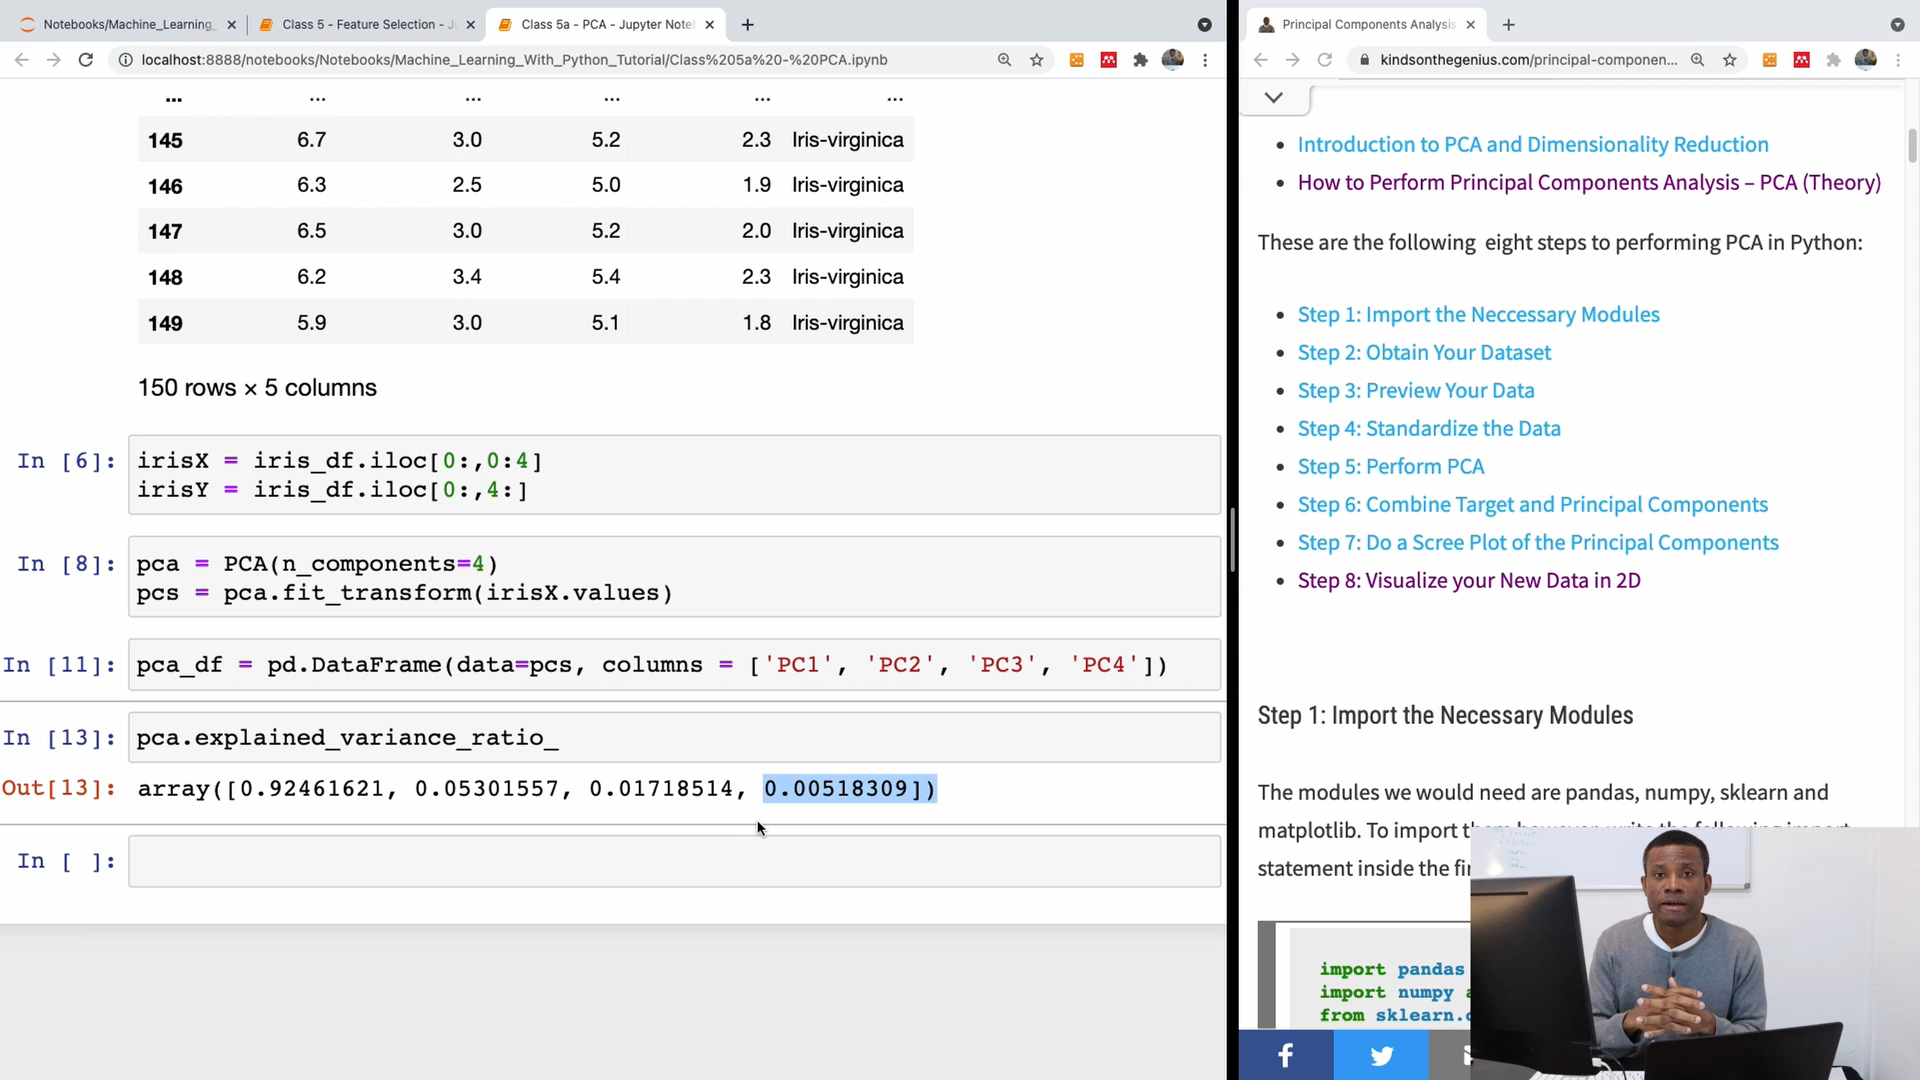 Notebooks/Machine_Learning_
Class 5 - Feature Selection - J
Class 5a - PCA - Jupyter Note
localhost:8888/notebooks/Notebooks/Machine_Learning_With_Python_Tutorial/Class%205a%20-%20PCA.ipynb
... ... ... ... ... ...
145 6.7 3.0 5.2 2.3 Iris-virginica
146 6.3 2.5 5.0 1.9 Iris-virginica
147 6.5 3.0 5.2 2.0 Iris-virginica
148 6.2 3.4 5.4 2.3 Iris-virginica
149 5.9 3.0 5.1 1.8 Iris-virginica
150 rows × 5 columns
In [6]: irisX = iris_df.iloc[0:,0:4]
irisY = iris_df.iloc[0:,4:]
In [8]: pca = PCA(n_components=4)
pcs = pca.fit_transform(irisX.values)
In [11]: pca_df = pd.DataFrame(data=pcs, columns = ['PC1', 'PC2', 'PC3', 'PC4'])
In [13]: pca.explained_variance_ratio_
Out[13]: array([0.92461621, 0.05301557, 0.01718514, 0.00518309])
In [ ]:
Principal Components Analysis
kindsonthegenius.com/principal-componen...
Introduction to PCA and Dimensionality Reduction
How to Perform Principal Components Analysis – PCA (Theory)
These are the following eight steps to performing PCA in Python:
Step 1: Import the Neccessary Modules
Step 2: Obtain Your Dataset
Step 3: Preview Your Data
Step 4: Standardize the Data
Step 5: Perform PCA
Step 6: Combine Target and Principal Components
Step 7: Do a Scree Plot of the Principal Components
Step 8: Visualize your New Data in 2D
Step 1: Import the Necessary Modules
The modules we would need are pandas, numpy, sklearn and
matplotlib. To import
statement inside the
import pandas
import numpy
from sklearn.